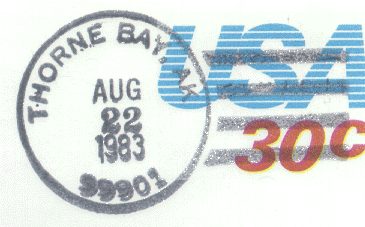 THORNE BAY, AK
AUG
22
1983
99901
USA
30c